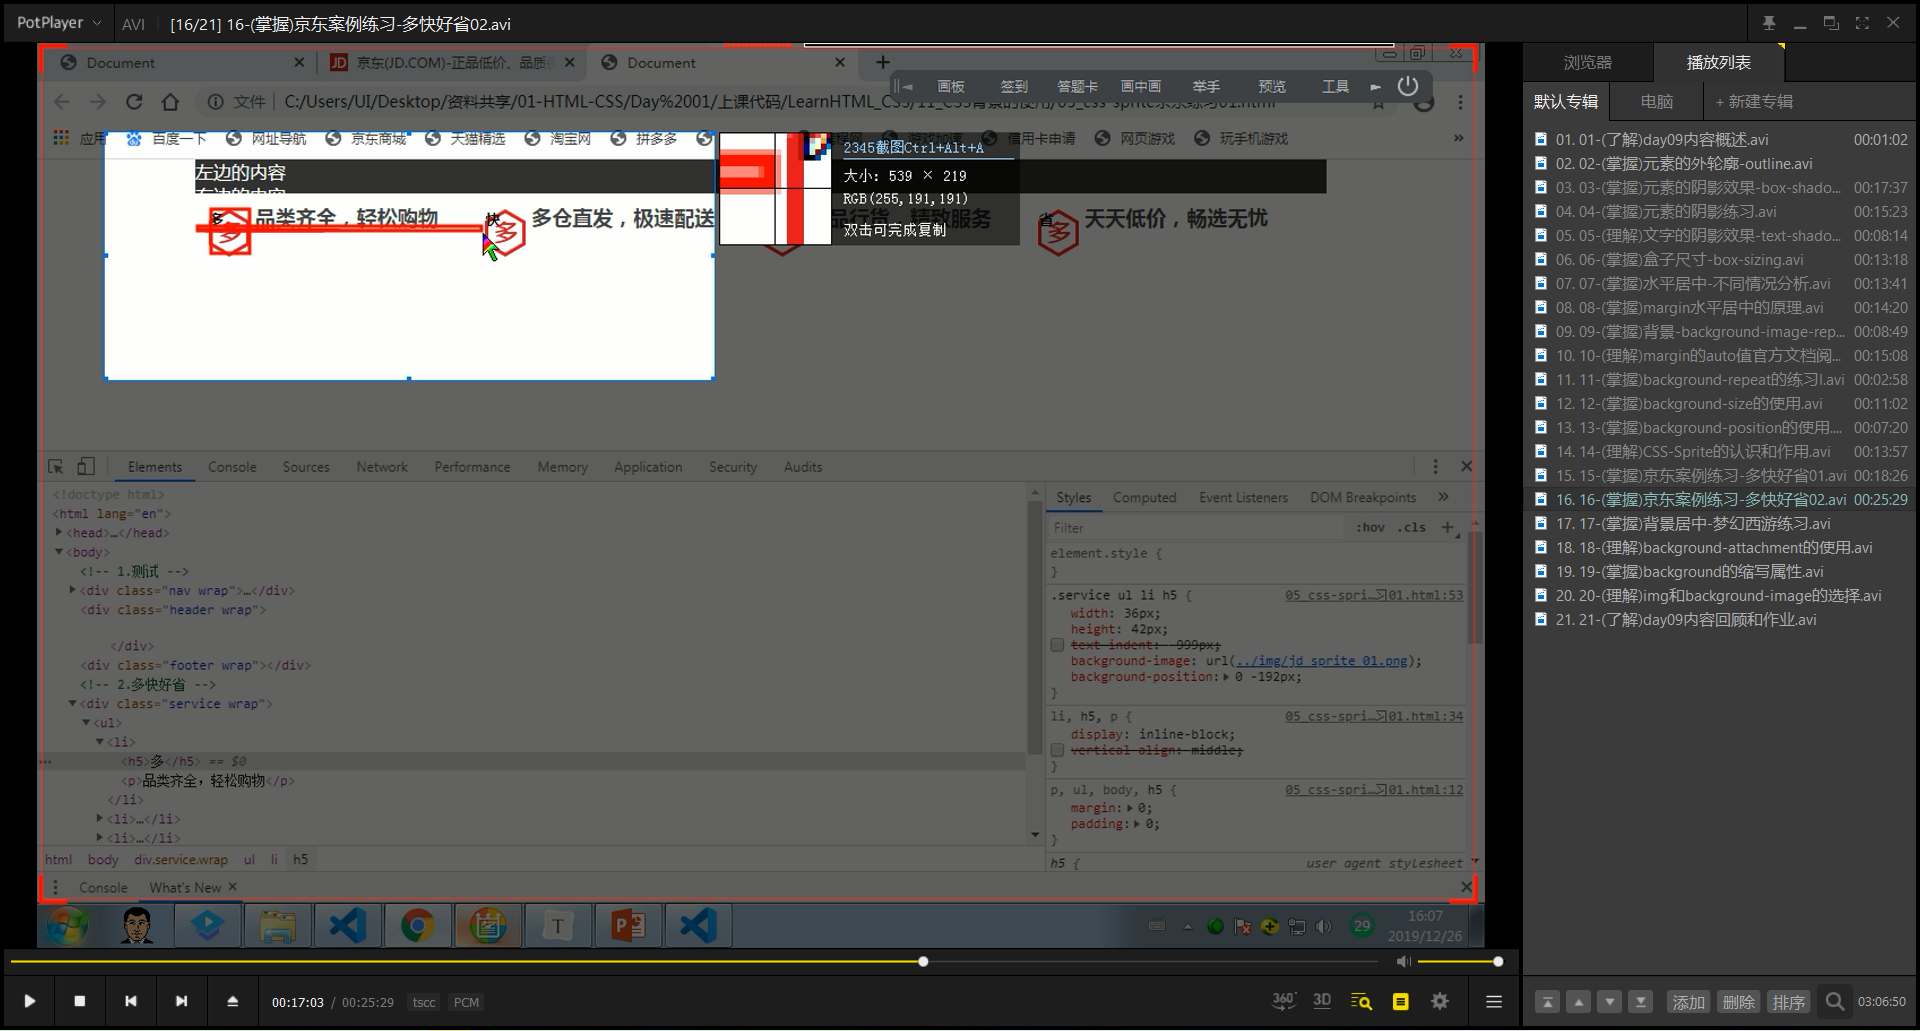 PotPlayer AVI [16/21] 16-(掌握)京东案例练习-多快好省02.avi
Document 京东(JD.COM)-正品低价、品质 Document
画板 签到 答题卡 画中画 举手 预览 工具
文件 C:/Users/UI/Desktop/资料共享/01-HTML-CSS/Day%2001/上课代码/LearnHTML_CSS/
应用 百度一下 网址导航 京东商城 天猫精选 淘宝网 拼多多 信用卡申请 网页游戏 玩手机游戏 »
2345截图Ctrl+Alt+A
大小: 539 × 219
RGB(255,191,191)
双击可完成复制
左边的内容
多 品类齐全，轻松购物 快 多仓直发，极速配送 品行货，精致服务 省 天天低价，畅选无忧
Elements Console Sources Network Performance Memory Application Security Audits
<!doctype html>
<html lang="en">
<head>…</head>
<body>
<!-- 1.测试 -->
<div class="nav wrap">…</div>
<div class="header wrap">
</div>
<div class="footer wrap"></div>
<!-- 2.多快好省 -->
<div class="service wrap">
<ul>
<li>
<h5>多</h5> == $0
<p>品类齐全，轻松购物</p>
</li>
<li>…</li>
<li>…</li>
html body div.service.wrap ul li h5
Styles Computed Event Listeners DOM Breakpoints »
Filter :hov .cls +
element.style {
}
.service ul li h5 { 05_css-spri…习01.html:53
width: 36px;
height: 42px;
text-indent: -999px;
background-image: url(../img/jd_sprite_01.png);
background-position: 0 -192px;
}
li, h5, p { 05_css-spri…习01.html:34
display: inline-block;
vertical-align: middle;
}
p, ul, body, h5 { 05_css-spri…习01.html:12
margin: 0;
padding: 0;
}
h5 { user agent stylesheet
Console What's New
T 29 16:07
2019/12/26
00:17:03 / 00:25:29 tscc PCM
360° 3D
浏览器 播放列表
默认专辑 电脑 + 新建专辑
01. 01-(了解)day09内容概述.avi 00:01:02
02. 02-(掌握)元素的外轮廓-outline.avi
03. 03-(掌握)元素的阴影效果-box-shado... 00:17:37
04. 04-(掌握)元素的阴影练习.avi 00:15:23
05. 05-(理解)文字的阴影效果-text-shado... 00:08:14
06. 06-(掌握)盒子尺寸-box-sizing.avi 00:13:18
07. 07-(掌握)水平居中-不同情况分析.avi 00:13:41
08. 08-(掌握)margin水平居中的原理.avi 00:14:20
09. 09-(掌握)背景-background-image-rep... 00:08:49
10. 10-(理解)margin的auto值官方文档阅... 00:15:08
11. 11-(掌握)background-repeat的练习l.avi 00:02:58
12. 12-(掌握)background-size的使用.avi 00:11:02
13. 13-(掌握)background-position的使用.... 00:07:20
14. 14-(理解)CSS-Sprite的认识和作用.avi 00:13:57
15. 15-(掌握)京东案例练习-多快好省01.avi 00:18:26
16. 16-(掌握)京东案例练习-多快好省02.avi 00:25:29
17. 17-(掌握)背景居中-梦幻西游练习.avi
18. 18-(理解)background-attachment的使用.avi
19. 19-(掌握)background的缩写属性.avi
20. 20-(理解)img和background-image的选择.avi
21. 21-(了解)day09内容回顾和作业.avi
添加 删除 排序 03:06:50